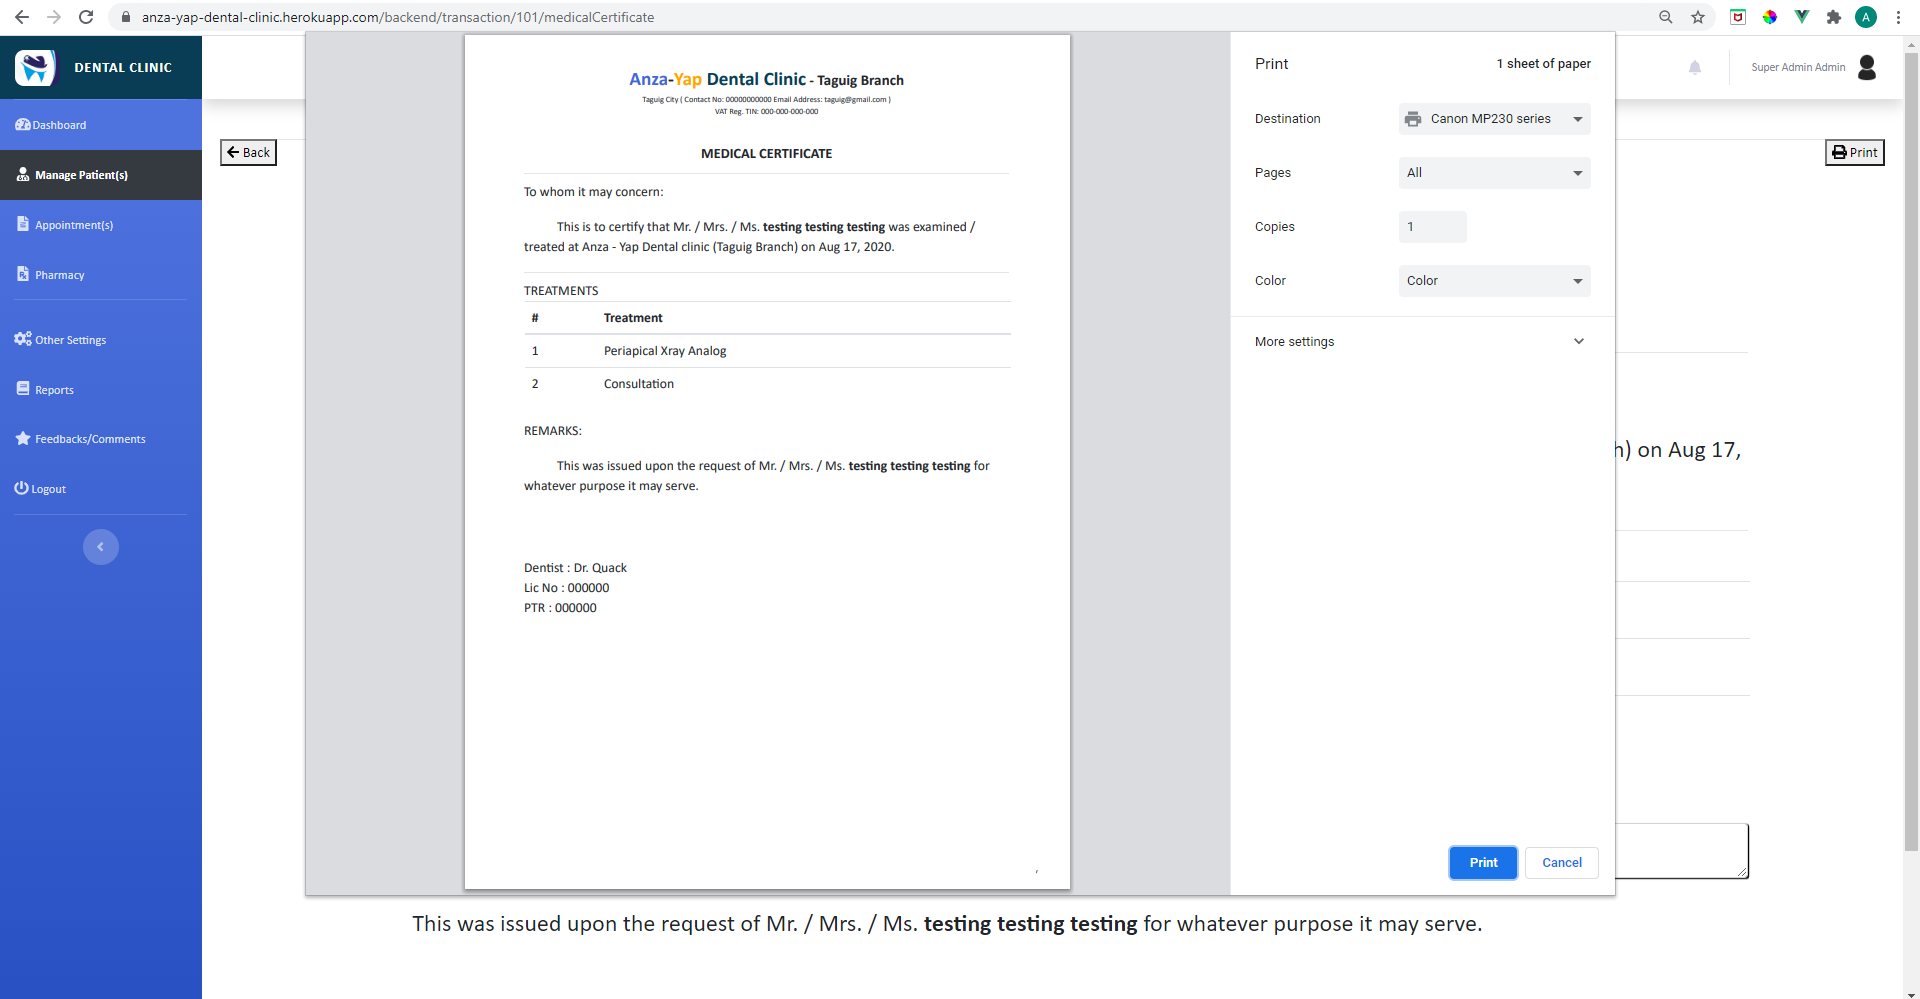 anza-yap-dental-clinic.herokuapp.com/backend/transaction/101/medicalCertificate
A
DENTAL CLINIC
Dashboard
Manage Patient(s)
Appointment(s)
Pharmacy
Other Settings
Reports
Feedbacks/Comments
Logout
Back
Super Admin Admin
Print
Anza-Yap Dental Clinic - Taguig Branch
Taguig City ( Contact No: 00000000000 Email Address: taguig@gmail.com )
VAT Reg. TIN: 000-000-000-000
MEDICAL CERTIFICATE
To whom it may concern:
This is to certify that Mr. / Mrs. / Ms. testing testing testing was examined /
treated at Anza - Yap Dental clinic (Taguig Branch) on Aug 17, 2020.
TREATMENTS
# Treatment
1 Periapical Xray Analog
2 Consultation
REMARKS:
This was issued upon the request of Mr. / Mrs. / Ms. testing testing testing for
whatever purpose it may serve.
Dentist : Dr. Quack
Lic No : 000000
PTR : 000000
Print 1 sheet of paper
Destination Canon MP230 series
Pages All
Copies 1
Color Color
More settings
Print Cancel
) on Aug 17,
This was issued upon the request of Mr. / Mrs. / Ms. testing testing testing for whatever purpose it may serve.